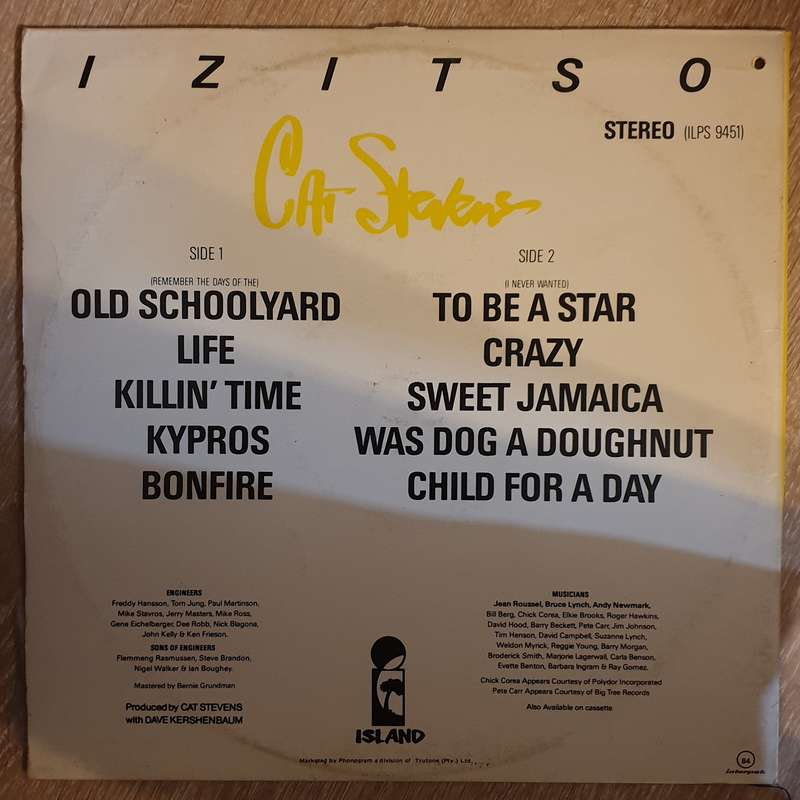 IZITSO
STEREO (ILPS 9451)
Cat Stevens
SIDE 1
(REMEMBER THE DAYS OF THE)
OLD SCHOOLYARD
LIFE
KILLIN' TIME
KYPROS
BONFIRE
SIDE 2
(I NEVER WANTED)
TO BE A STAR
CRAZY
SWEET JAMAICA
WAS DOG A DOUGHNUT
CHILD FOR A DAY
ENGINEERS
Freddy Hansson, Tom Jung, Paul Martinson,
Mike Stavros, Jerry Masters, Mike Ross,
Gene Eichelberger, Dee Robb, Nick Blagona,
John Kelly & Ken Frieson.
SONS OF ENGINEERS
Flemmeng Rasmussen, Steve Brandon,
Nigel Walker & Ian Boughey.
Mastered by Bernie Grundman
Produced by CAT STEVENS
with DAVE KERSHENBAUM
MUSICIANS
Jean Roussel, Bruce Lynch, Andy Newmark,
Bill Berg, Chick Corea, Elkie Brooks, Roger Hawkins,
David Hood, Barry Beckett, Pete Carr, Jim Johnson,
Tim Henson, David Campbell, Suzanne Lynch,
Weldon Myrick, Reggie Young, Barry Morgan,
Broderick Smith, Marjorie Lagerwall, Carla Benson,
Evette Benton, Barbara Ingram & Ray Gomez.
Chick Corea Appears Courtesy of Polydor Incorporated
Pete Carr Appears Courtesy of Big Tree Records
Also Available on cassette
ISLAND
Marketing by Phonogram a division of Trutone (Pty.) Ltd.
84
interpak